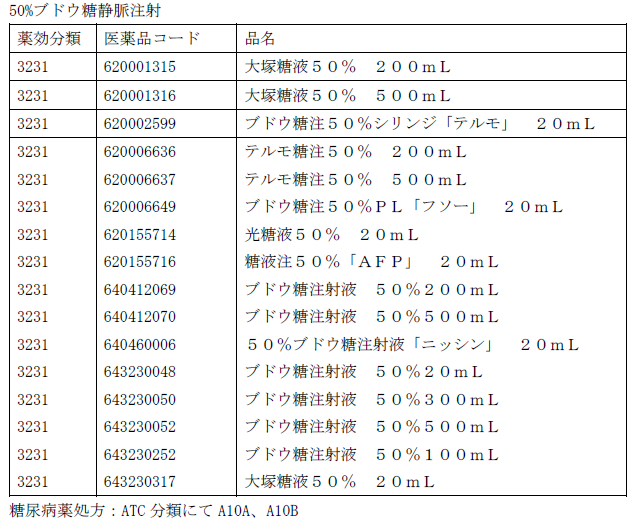 50%ブドウ糖静脈注射
薬効分類 医薬品コード 品名
3231 620001315 大塚糖液５０％　２００ｍＬ
3231 620001316 大塚糖液５０％　５００ｍＬ
3231 620002599 ブドウ糖注５０％シリンジ「テルモ」　２０ｍＬ
3231 620006636 テルモ糖注５０％　２００ｍＬ
3231 620006637 テルモ糖注５０％　５００ｍＬ
3231 620006649 ブドウ糖注５０％ＰＬ「フソー」　２０ｍＬ
3231 620155714 光糖液５０％　２０ｍＬ
3231 620155716 糖液注５０％「ＡＦＰ」　２０ｍＬ
3231 640412069 ブドウ糖注射液　５０％２００ｍＬ
3231 640412070 ブドウ糖注射液　５０％５００ｍＬ
3231 640460006 ５０％ブドウ糖注射液「ニッシン」　２０ｍＬ
3231 643230048 ブドウ糖注射液　５０％２０ｍＬ
3231 643230050 ブドウ糖注射液　５０％３００ｍＬ
3231 643230052 ブドウ糖注射液　５０％５００ｍＬ
3231 643230252 ブドウ糖注射液　５０％１００ｍＬ
3231 643230317 大塚糖液５０％　２０ｍＬ
糖尿病薬処方：ATC 分類にて A10A、A10B